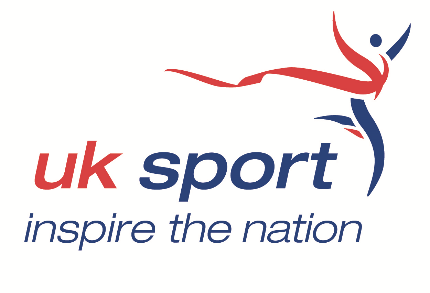 uk sport
inspire the nation